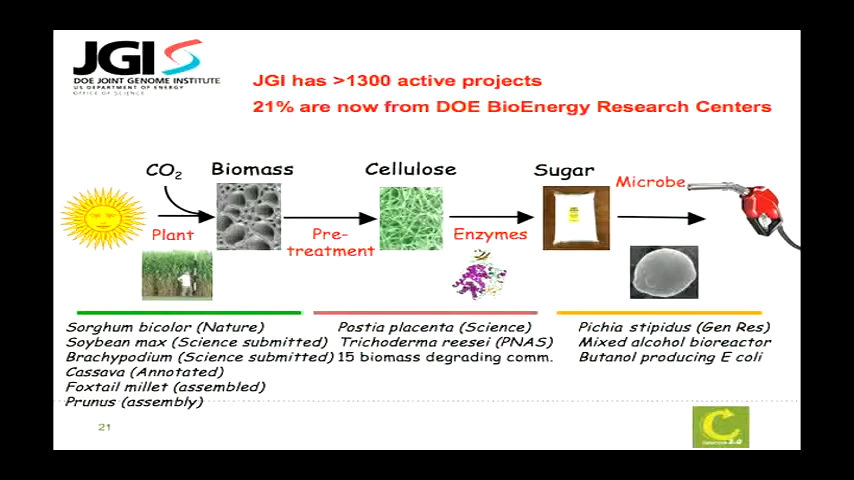 JGI
DOE JOINT GENOME INSTITUTE
US DEPARTMENT OF ENERGY
OFFICE OF SCIENCE
JGI has >1300 active projects
21% are now from DOE BioEnergy Research Centers
CO2 Biomass Cellulose Sugar
Microbe
Plant
Pre-
treatment
Enzymes
Sorghum bicolor (Nature)
Soybean max (Science submitted)
Brachypodium (Science submitted)
Cassava (Annotated)
Foxtail millet (assembled)
Prunus (assembly)
Postia placenta (Science)
Trichoderma reesei (PNAS)
15 biomass degrading comm.
Pichia stipidus (Gen Res)
Mixed alcohol bioreactor
Butanol producing E coli
21